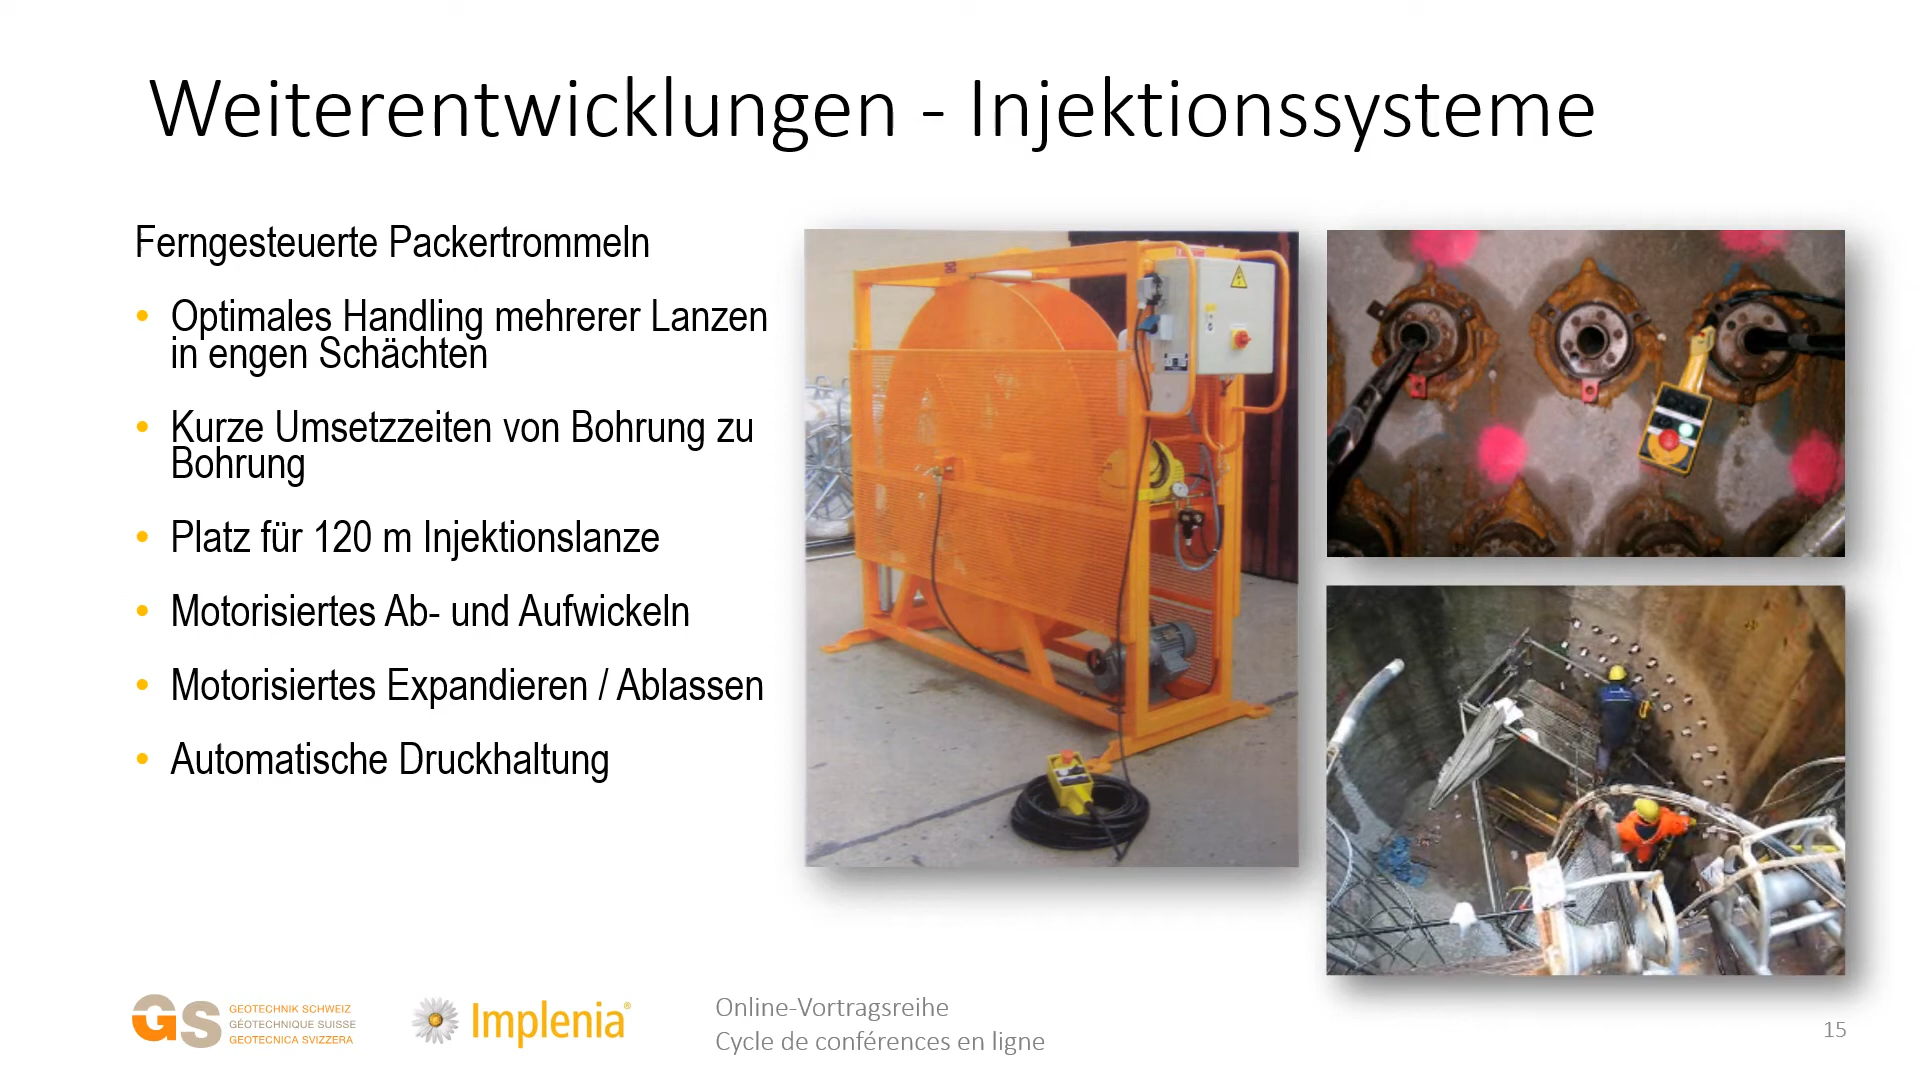 Weiterentwicklungen - Injektionssysteme
Ferngesteuerte Packertrommeln
• Optimales Handling mehrerer Lanzen
in engen Schächten
• Kurze Umsetzzeiten von Bohrung zu
Bohrung
• Platz für 120 m Injektionslanze
• Motorisiertes Ab- und Aufwickeln
• Motorisiertes Expandieren / Ablassen
• Automatische Druckhaltung
GS
GEOTECHNIK SCHWEIZ
GÉOTECHNIQUE SUISSE
GEOTECNICA SVIZZERA
Implenia®
Online-Vortragsreihe
Cycle de conférences en ligne
15